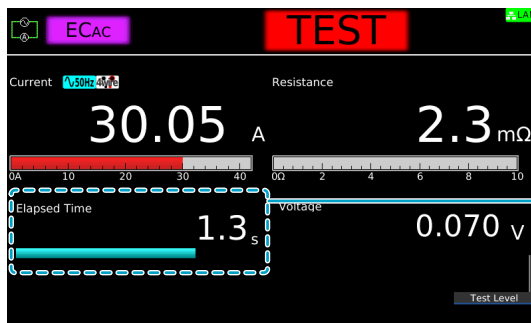 ECAC
TEST
LAN
Current 50Hz 4wire
Resistance
30.05 A
2.3 mΩ
0A 10 20 30 40
0Ω 2 4 6 8 10
Elapsed Time
Voltage
1.3 s
0.070 V
Test Level